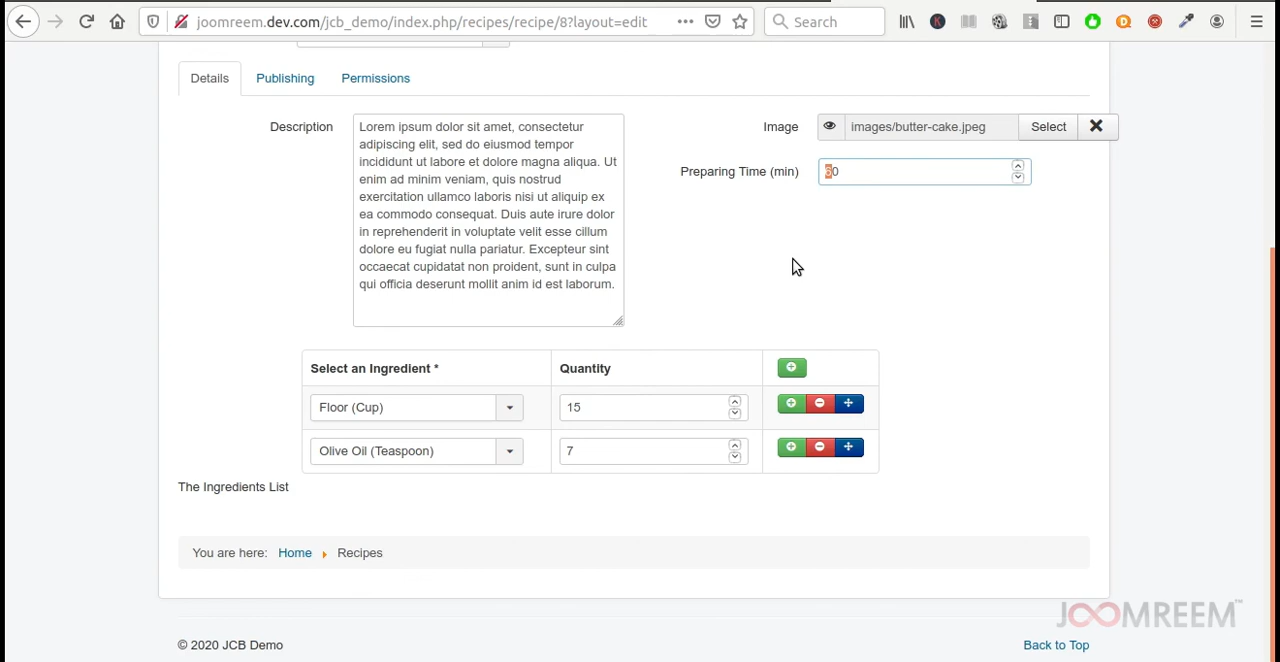 joomreem.dev.com/jcb_demo/index.php/recipes/recipe/8?layout=edit
Search
Details
Publishing
Permissions
Description
Lorem ipsum dolor sit amet, consectetur
adipiscing elit, sed do eiusmod tempor
incididunt ut labore et dolore magna aliqua. Ut
enim ad minim veniam, quis nostrud
exercitation ullamco laboris nisi ut aliquip ex
ea commodo consequat. Duis aute irure dolor
in reprehenderit in voluptate velit esse cillum
dolore eu fugiat nulla pariatur. Excepteur sint
occaecat cupidatat non proident, sunt in culpa
qui officia deserunt mollit anim id est laborum.
Image
images/butter-cake.jpeg
Select
Preparing Time (min)
60
Select an Ingredient *
Quantity
Floor (Cup)
15
Olive Oil (Teaspoon)
7
The Ingredients List
You are here:
Home
Recipes
JOOMREEM™
© 2020 JCB Demo
Back to Top